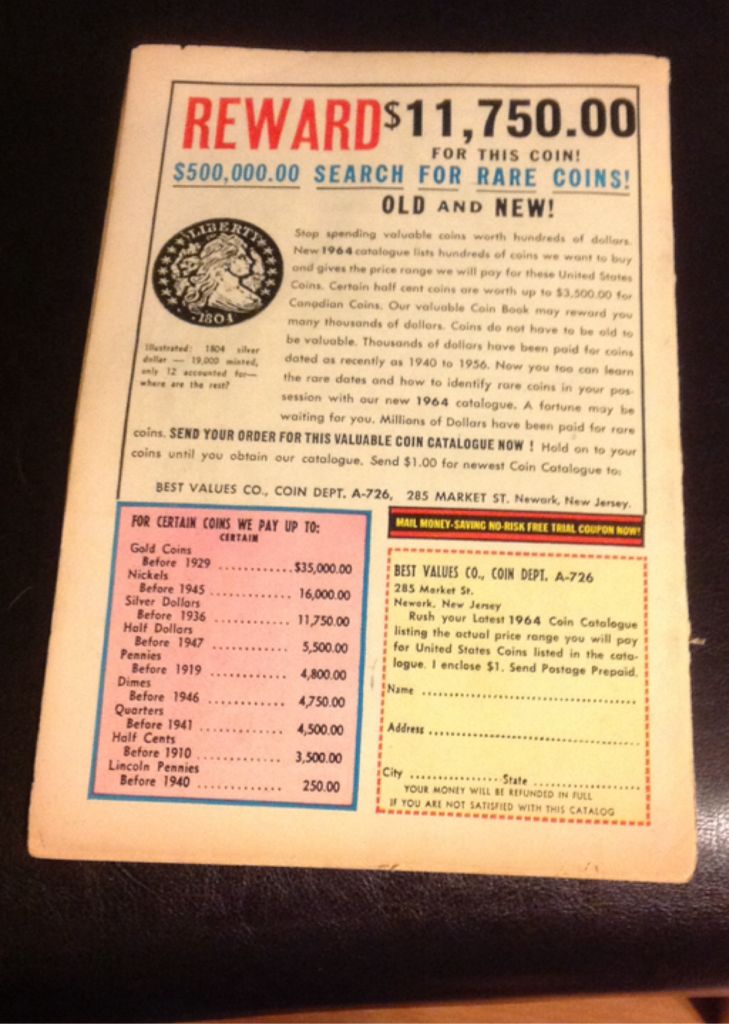 REWARD $11,750.00
FOR THIS COIN!
$500,000.00 SEARCH FOR RARE COINS!
OLD AND NEW!
LIBERTY
1804
Illustrated: 1804 silver
dollar — 19,000 minted,
only 12 accounted for—
where are the rest?
Stop spending valuable coins worth hundreds of dollars.
New 1964 catalogue lists hundreds of coins we want to buy
and gives the price range we will pay for these United States
Coins. Certain half cent coins are worth up to $3,500.00 for
Canadian Coins. Our valuable Coin Book may reward you
many thousands of dollars. Coins do not have to be old to
be valuable. Thousands of dollars have been paid for coins
dated as recently as 1940 to 1956. Now you too can learn
the rare dates and how to identify rare coins in your pos-
session with our new 1964 catalogue. A fortune may be
waiting for you. Millions of Dollars have been paid for rare
coins. SEND YOUR ORDER FOR THIS VALUABLE COIN CATALOGUE NOW ! Hold on to your
coins until you obtain our catalogue. Send $1.00 for newest Coin Catalogue to:
BEST VALUES CO., COIN DEPT. A-726, 285 MARKET ST. Newark, New Jersey.
FOR CERTAIN COINS WE PAY UP TO:
CERTAIN
Gold Coins
Before 1929 ..............$35,000.00
Nickels
Before 1945 ............. 16,000.00
Silver Dollars
Before 1936 ............. 11,750.00
Half Dollars
Before 1947 ............. 5,500.00
Pennies
Before 1919 ............. 4,800.00
Dimes
Before 1946 ............. 4,750.00
Quarters
Before 1941 ............. 4,500.00
Half Cents
Before 1910 ............. 3,500.00
Lincoln Pennies
Before 1940 ............. 250.00
MAIL MONEY-SAVING NO-RISK FREE TRIAL COUPON NOW!
BEST VALUES CO., COIN DEPT. A-726
285 Market St.
Newark, New Jersey
Rush your Latest 1964 Coin Catalogue
listing the actual price range you will pay
for United States Coins listed in the cata-
logue. I enclose $1. Send Postage Prepaid.
Name ..........................................
Address ..........................................
City .................. State .....................
YOUR MONEY WILL BE REFUNDED IN FULL
IF YOU ARE NOT SATISFIED WITH THIS CATALOG